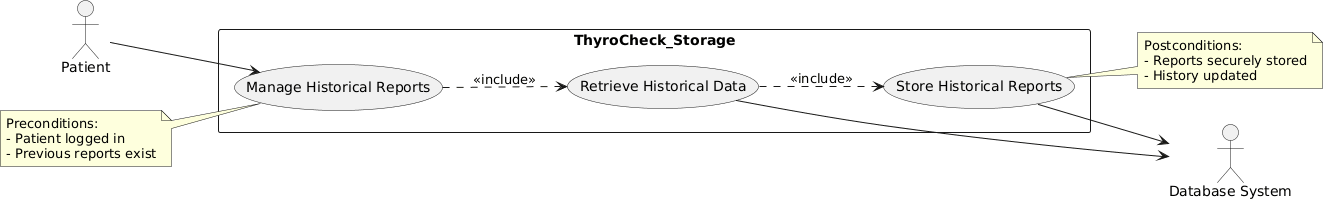 ThyroCheck_Storage
Patient
Manage Historical Reports
«include»
Retrieve Historical Data
«include»
Store Historical Reports
Postconditions:
- Reports securely stored
- History updated
Preconditions:
- Patient logged in
- Previous reports exist
Database System